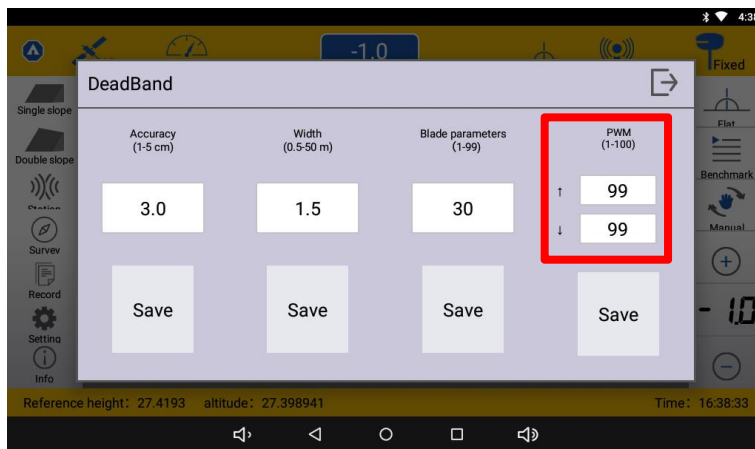 4:38
-1.0
Fixed
DeadBand
Single slope
Double slope
Station
Survey
Record
Setting
Info
Accuracy
(1-5 cm)
3.0
Save
Width
(0.5-50 m)
1.5
Save
Blade parameters
(1-99)
30
Save
PWM
(1-100)
↑ 99
↓ 99
Save
Flat
Benchmark
Manual
- 1.0
Reference height: 27.4193 altitude: 27.398941 Time: 16:38:33